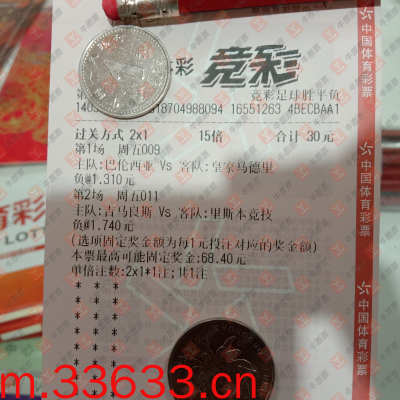 竞彩
彩
竞彩足球胜平负
18704988094 16551263 4BECBAA1
过关方式 2x1 15倍 合计 30元
第1场 周五009
主队:巴伦西亚 Vs 客队:皇家马德里
负@1.310元
第2场 周五011
主队:吉马良斯 Vs 客队:里斯本竞技
负@1.740元
(选项固定奖金额为每1元投注对应的奖金额)
本票最高可能固定奖金:68.40元
单倍注数:2x1*1注;共1注
中国体育彩票
中国体育彩票
中国体育彩票
m.33633.cn